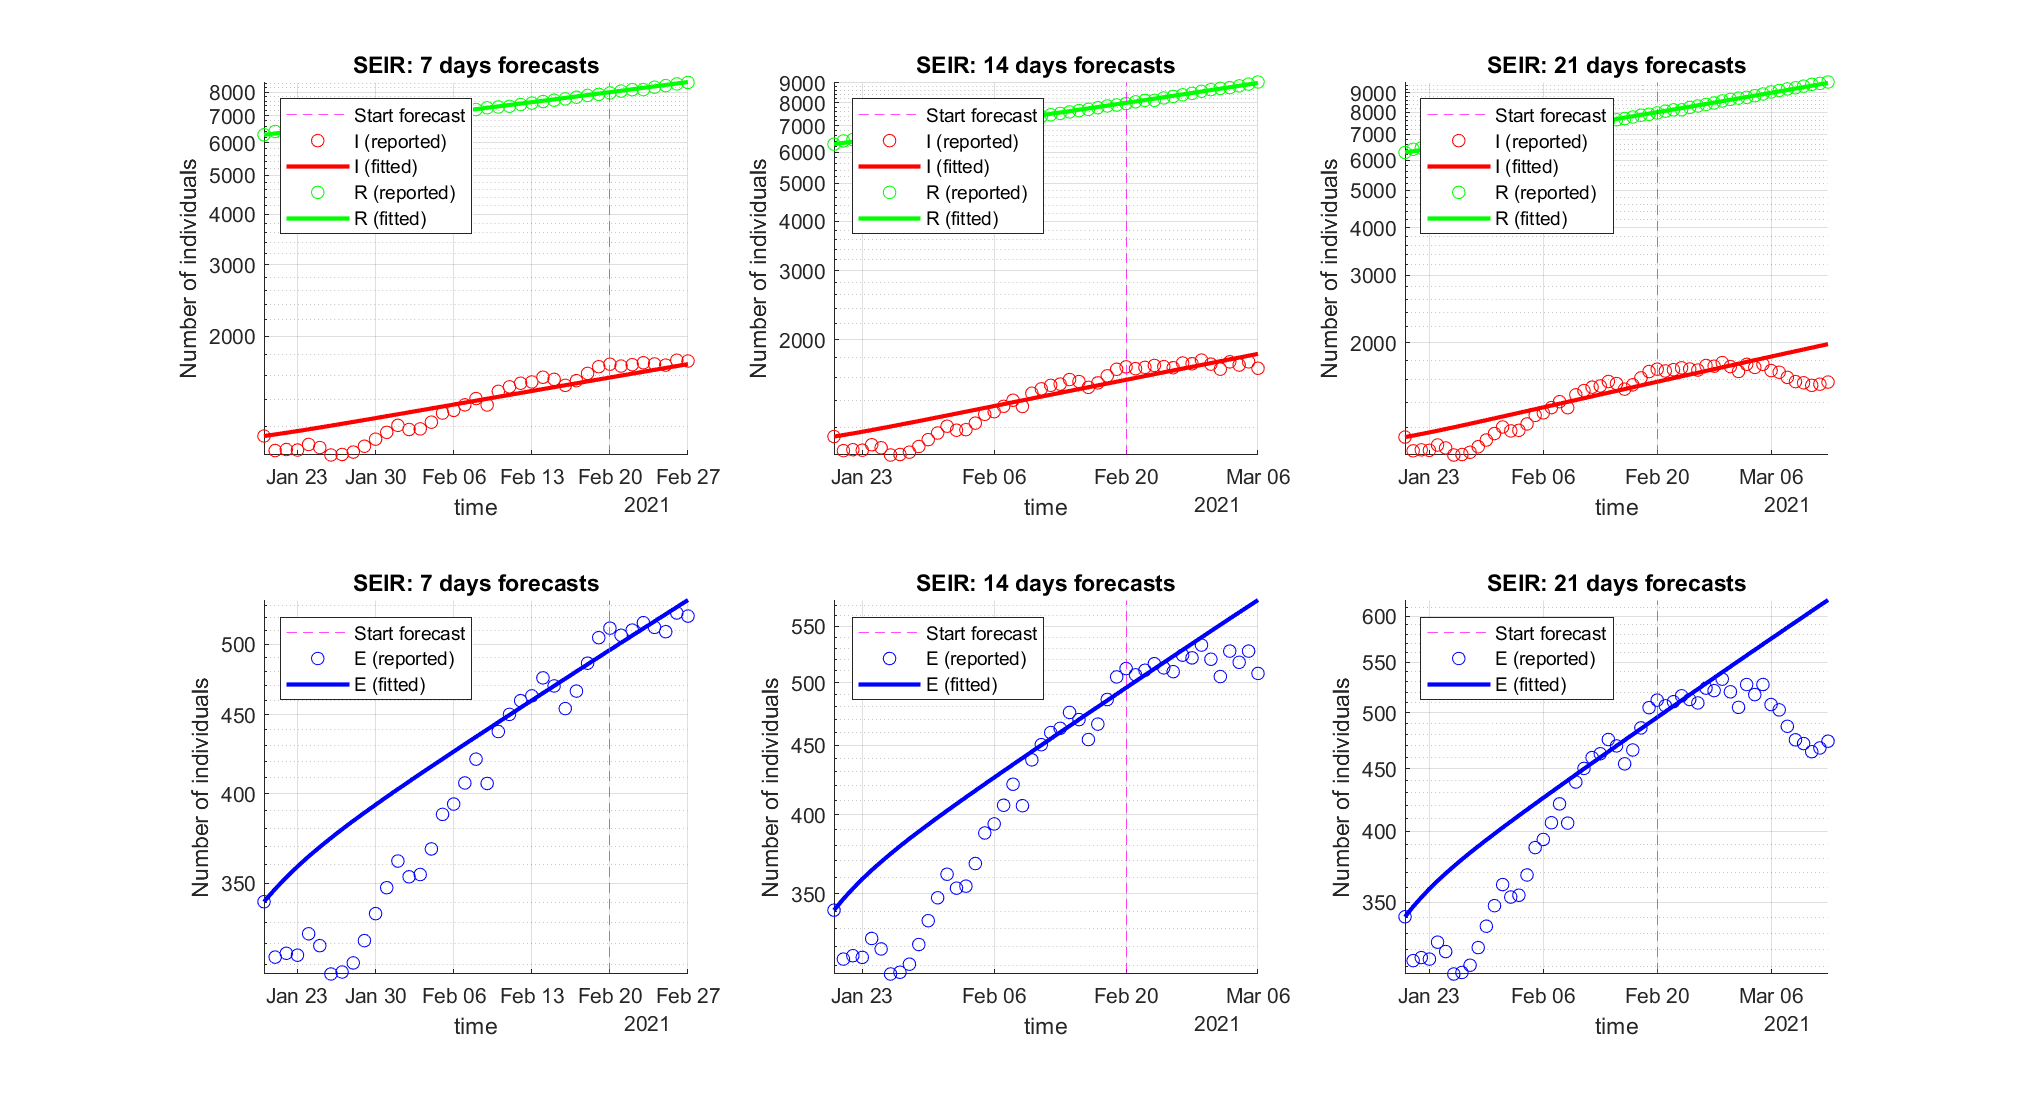 SEIR: 7 days forecasts
Number of individuals
8000
7000
6000
5000
4000
3000
2000
Start forecast
I (reported)
I (fitted)
R (reported)
R (fitted)
Jan 23
Jan 30
Feb 06
Feb 13
Feb 20
Feb 27
time
2021
SEIR: 14 days forecasts
Number of individuals
9000
8000
7000
6000
5000
4000
3000
2000
Start forecast
I (reported)
I (fitted)
R (reported)
R (fitted)
Jan 23
Feb 06
Feb 20
Mar 06
time
2021
SEIR: 21 days forecasts
Number of individuals
9000
8000
7000
6000
5000
4000
3000
2000
Start forecast
I (reported)
I (fitted)
R (reported)
R (fitted)
Jan 23
Feb 06
Feb 20
Mar 06
time
2021
SEIR: 7 days forecasts
Number of individuals
500
450
400
350
Start forecast
E (reported)
E (fitted)
Jan 23
Jan 30
Feb 06
Feb 13
Feb 20
Feb 27
time
2021
SEIR: 14 days forecasts
Number of individuals
550
500
450
400
350
Start forecast
E (reported)
E (fitted)
Jan 23
Feb 06
Feb 20
Mar 06
time
2021
SEIR: 21 days forecasts
Number of individuals
600
550
500
450
400
350
Start forecast
E (reported)
E (fitted)
Jan 23
Feb 06
Feb 20
Mar 06
time
2021